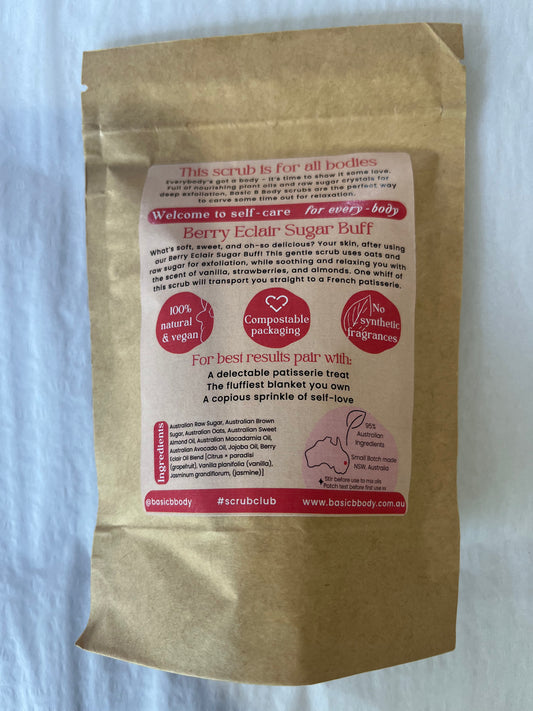 This scrub is for all bodies
Everybody's got a body - it's time to show it some love.
Full of nourishing plant oils and raw sugar crystals for
deep exfoliation, Basic B Body scrubs are the perfect way
to carve some time out for relaxation.
Welcome to self-care for every-body
Berry Eclair Sugar Buff
What's soft, sweet, and oh-so delicious? Your skin, after using
our Berry Eclair Sugar Buff! This gentle scrub uses oats and
raw sugar for exfoliation, while soothing and relaxing you with
the scent of vanilla, strawberries, and almonds. One whiff of
this scrub will transport you straight to a French patisserie.
100%
natural
& vegan
Compostable
packaging
No
synthetic
fragrances
For best results pair with:
A delectable patisserie treat
The fluffiest blanket you own
A copious sprinkle of self-love
Ingredients
Australian Raw Sugar, Australian Brown
Sugar, Australian Oats, Australian Sweet
Almond Oil, Australian Macadamia Oil,
Australian Avocado Oil, Jojoba Oil, Berry
Eclair Oil Blend [Citrus × paradisi
(grapefruit), Vanilla planifolia (vanilla),
Jasminum grandiflorum, (jasmine)]
95%
Australian
Ingredients
Small Batch made
NSW, Australia
Stir before use to mix oils
Patch test before first use
@basicbbody #scrubclub www.basicbbody.com.au